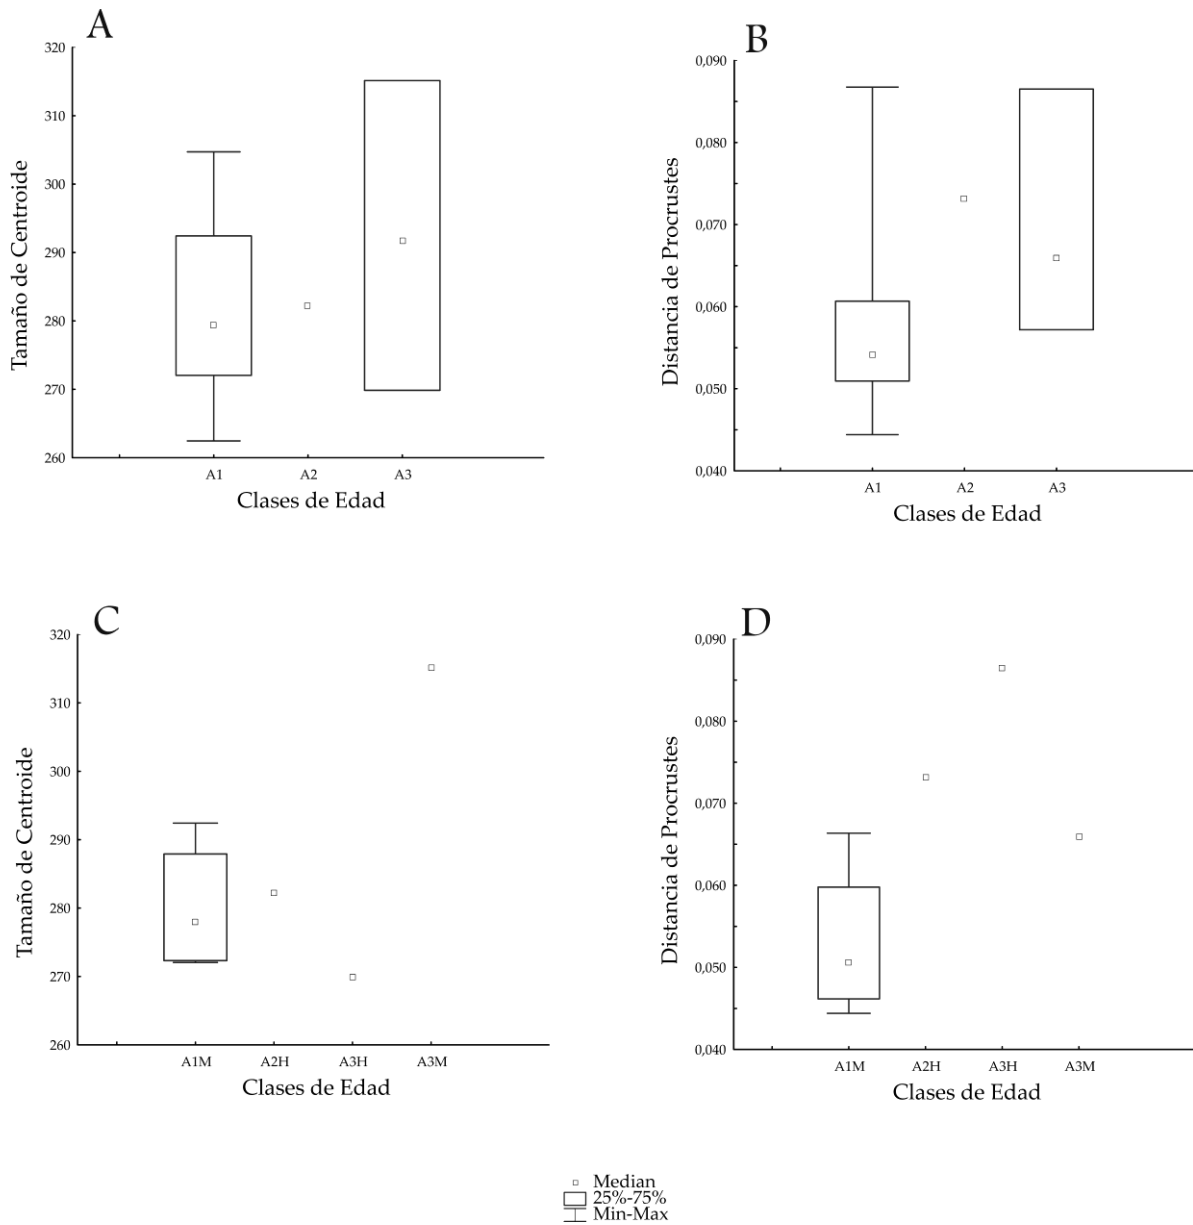 A
320
310
300
290
280
270
260
Tamaño de Centroide
A1 A2 A3
Clases de Edad
B
0,090
0,080
0,070
0,060
0,050
0,040
Distancia de Procrustes
A1 A2 A3
Clases de Edad
C
320
310
300
290
280
270
260
Tamaño de Centroide
A1M A2H A3H A3M
Clases de Edad
D
0,090
0,080
0,070
0,060
0,050
0,040
Distancia de Procrustes
A1M A2H A3H A3M
Clases de Edad
Median
25%-75%
Min-Max